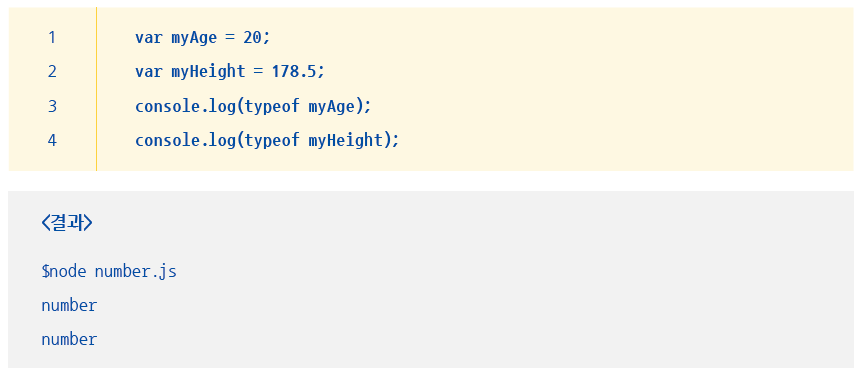 1 var myAge = 20;
2 var myHeight = 178.5;
3 console.log(typeof myAge);
4 console.log(typeof myHeight);
<결과>
$node number.js
number
number